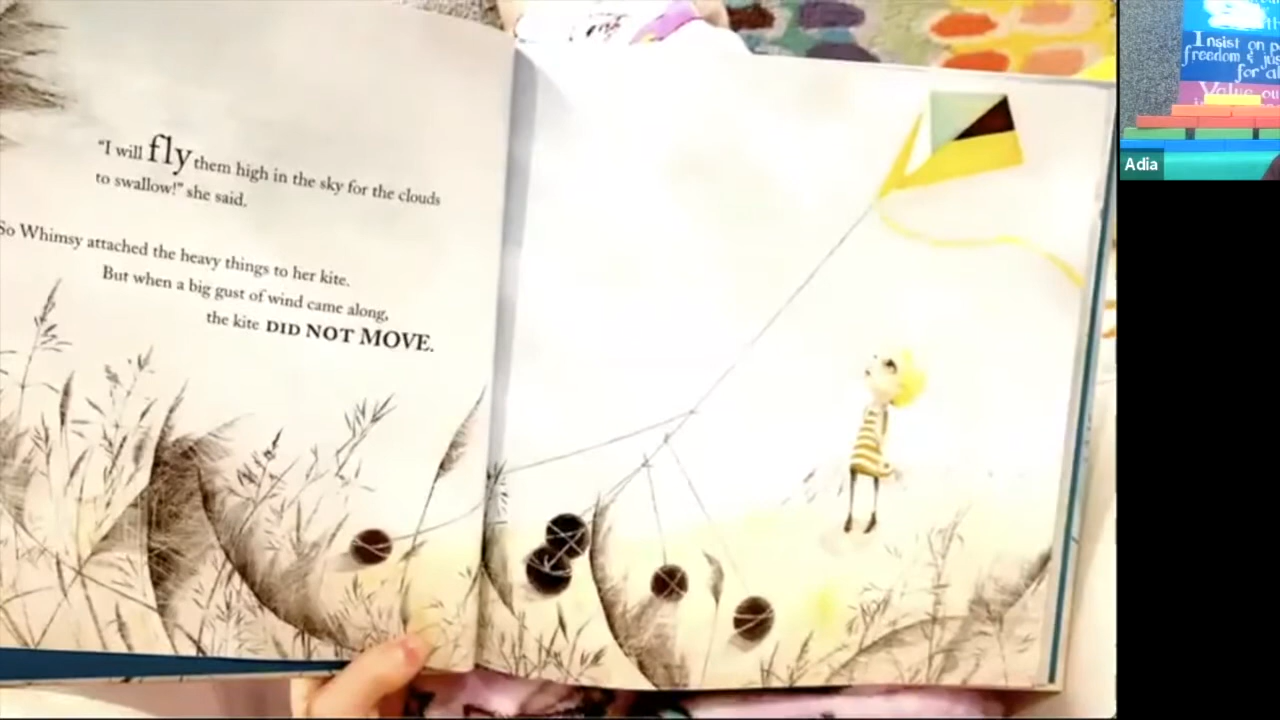 "I will fly them high in the sky for the clouds
to swallow!" she said.
So Whimsy attached the heavy things to her kite.
But when a big gust of wind came along,
the kite DID NOT MOVE.
Insist on
freedom &
for
Value
Adia